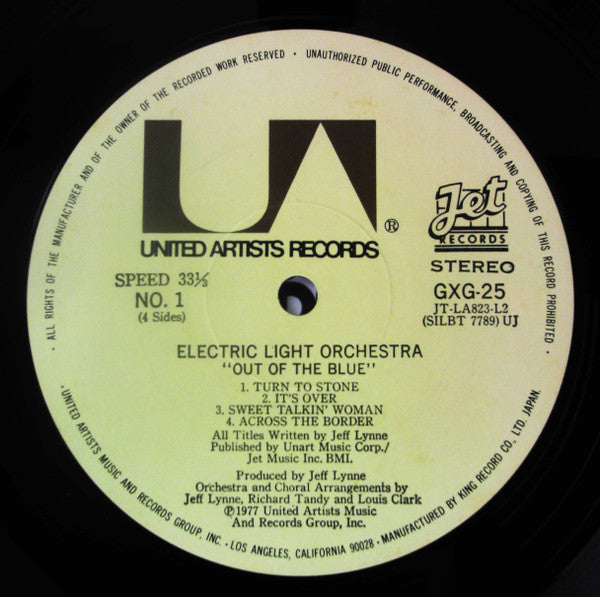 · ALL RIGHTS OF THE MANUFACTURER AND OF THE OWNER OF THE RECORDED WORK RESERVED · UNAUTHORIZED PUBLIC PERFORMANCE, BROADCASTING AND COPYING OF THIS RECORD PROHIBITED ·
UA
®
UNITED ARTISTS RECORDS
Jet
RECORDS
SPEED 33⅓
NO. 1
(4 Sides)
STEREO
GXG-25
JT-LA823-L2
(SILBT 7789) UJ
ELECTRIC LIGHT ORCHESTRA
"OUT OF THE BLUE"
1. TURN TO STONE
2. IT'S OVER
3. SWEET TALKIN' WOMAN
4. ACROSS THE BORDER
All Titles Written by Jeff Lynne
Published by Unart Music Corp./
Jet Music Inc. BMI.
Produced by Jeff Lynne
Orchestra and Choral Arrangements by
Jeff Lynne, Richard Tandy and Louis Clark
℗1977 United Artists Music
And Records Group, Inc.
· UNITED ARTISTS MUSIC AND RECORDS GROUP, INC. · LOS ANGELES, CALIFORNIA 90028 · MANUFACTURED BY KING RECORD CO., LTD. JAPAN.